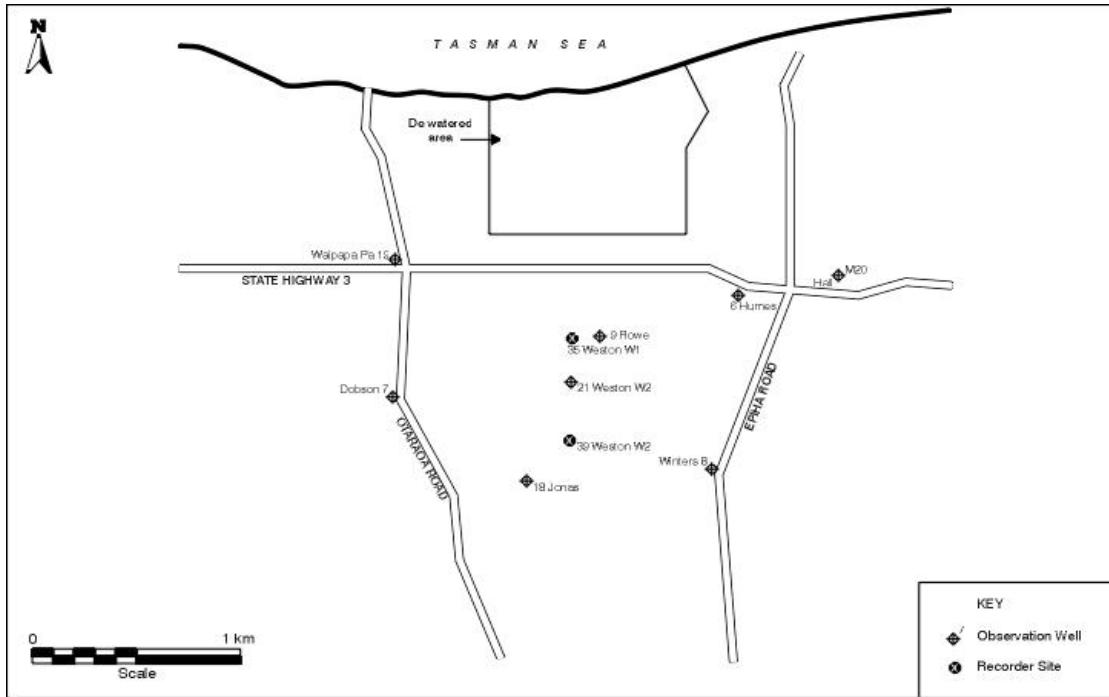 N
TASMAN SEA
De watered
area
Waipapa Pa 15
STATE HIGHWAY 3
M20
Hall
6 Humes
9 Rowe
35 Weston W1
21 Weston W2
Dobson 7
OTARAOA ROAD
EPIHA ROAD
39 Weston W2
Winters 8
18 Jonas
0 1 km
Scale
KEY
Observation Well
Recorder Site